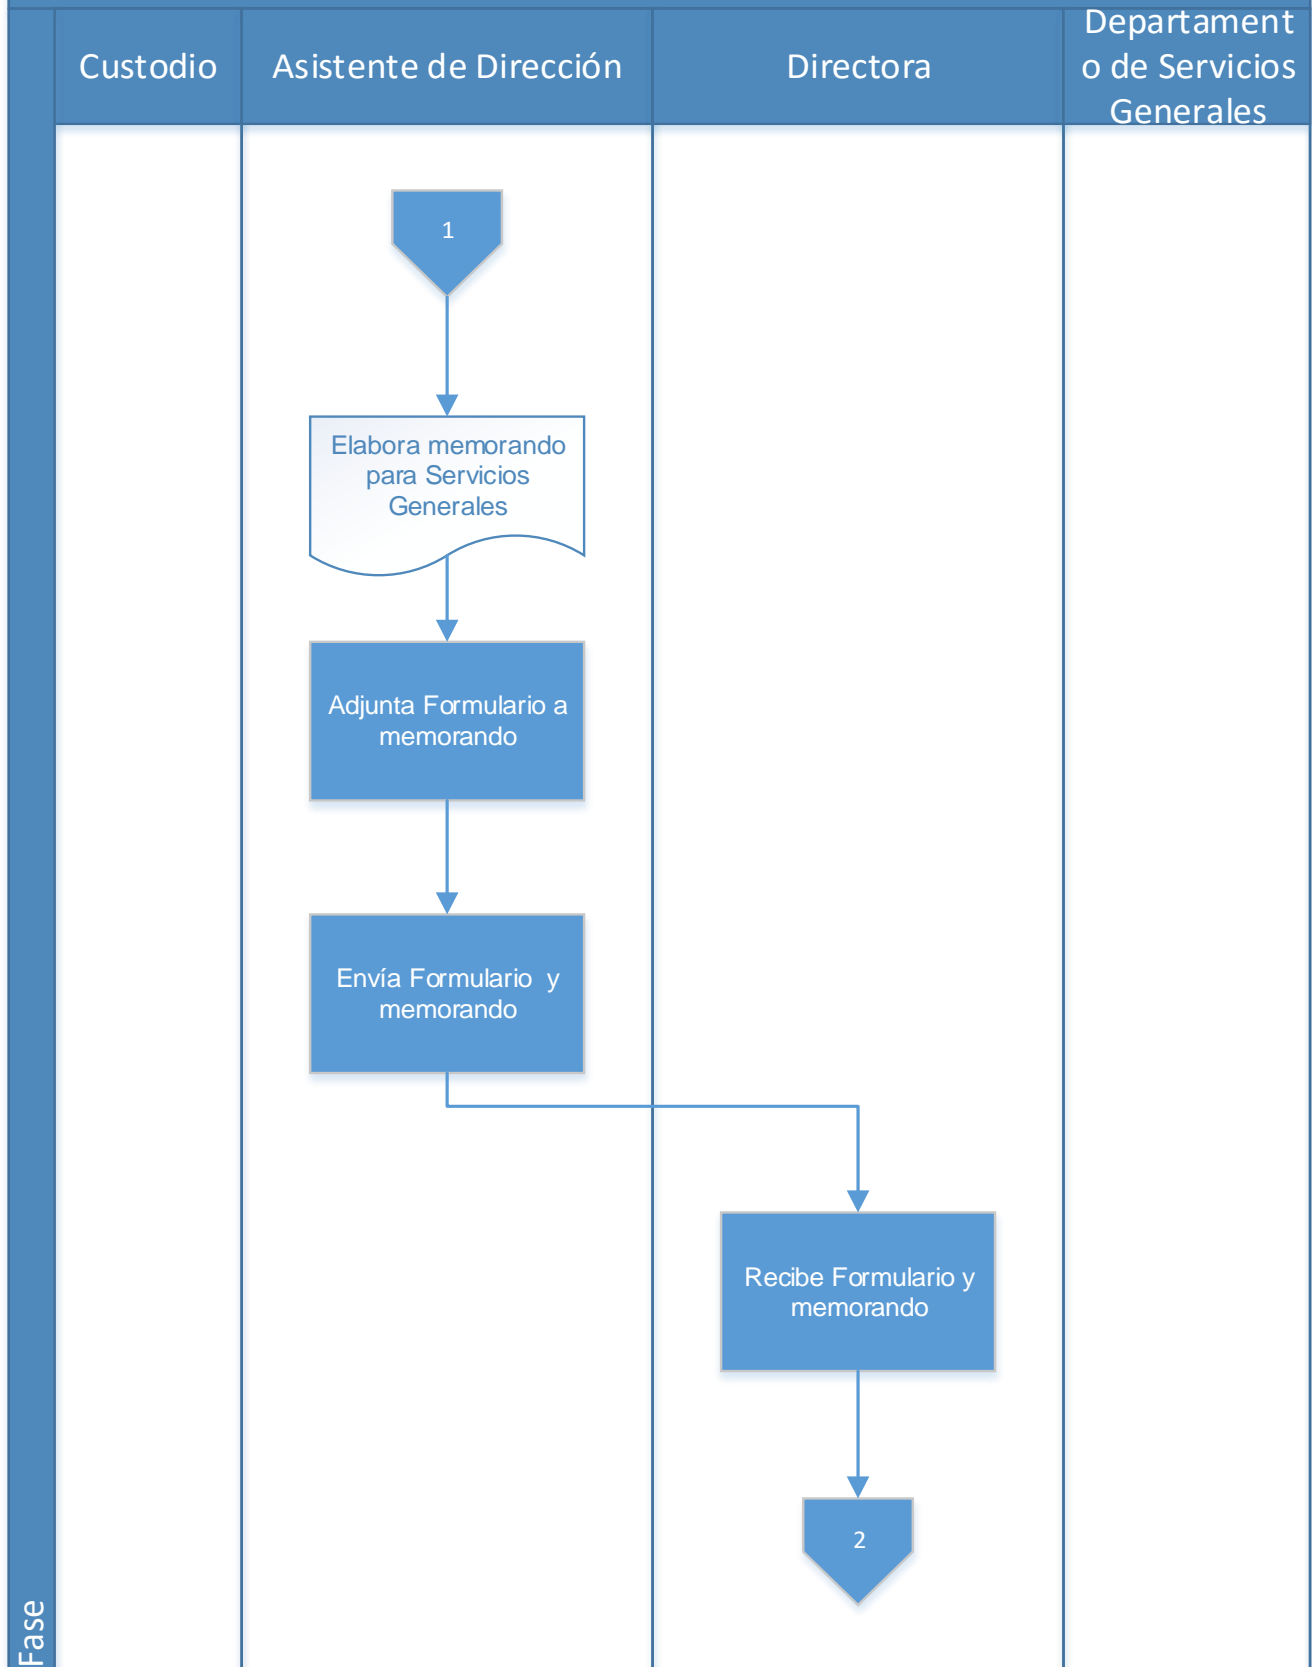 Custodio
Asistente de Dirección
Directora
Departament
o de Servicios
Generales
1
Elabora memorando
para Servicios
Generales
Adjunta Formulario a
memorando
Envía Formulario  y
memorando
Recibe Formulario y
memorando
2
Fase